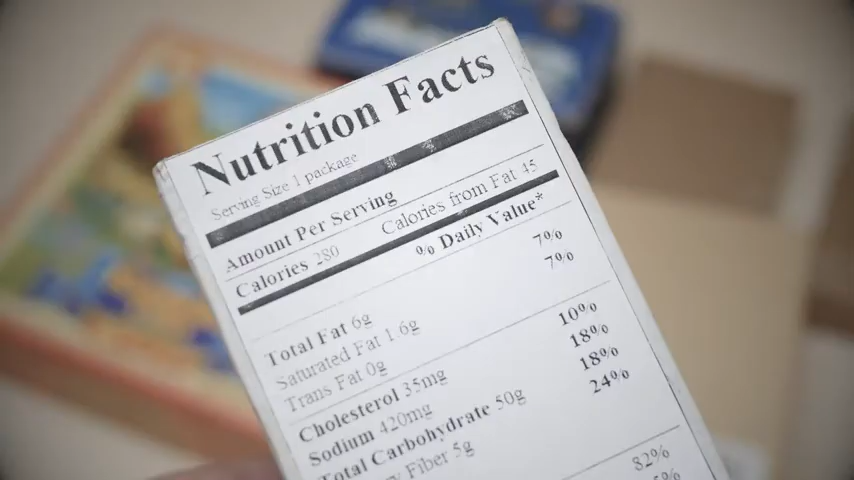 Nutrition Facts
Serving Size 1 package
Amount Per Serving
Calories 280 Calories from Fat 45
% Daily Value*
Total Fat 6g 7%
Saturated Fat 1.6g 7%
Trans Fat 0g
Cholesterol 35mg 10%
Sodium 420mg 18%
Total Carbohydrate 50g 18%
Fiber 5g 24%
82%